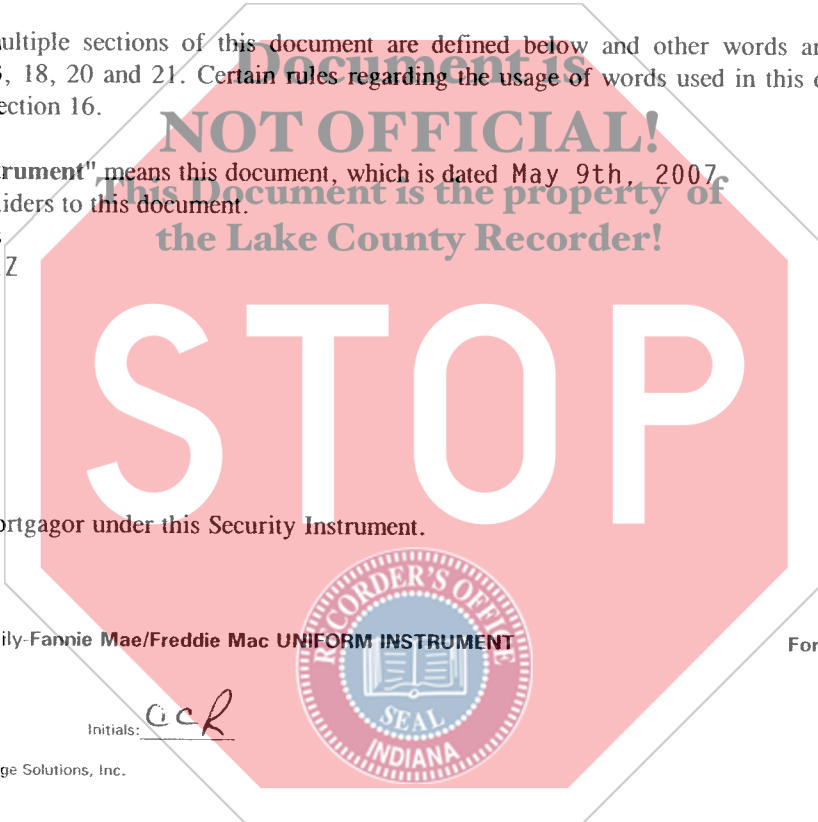 ultiple sections of this document are defined below and other words ar
Document is
, 18, 20 and 21. Certain rules regarding the usage of words used in this
ection 16.
NOT OFFICIAL!
rument" means this document, which is dated May 9th, 2007
This Document is the property of
iders to this document.
the Lake County Recorder!
Z
STOP
ortgagor under this Security Instrument.
RECORDER'S OFFICE
ily-Fannie Mae/Freddie Mac UNIFORM INSTRUMENT
For
SEAL
Initials: OCR
INDIANA
ge Solutions, Inc.